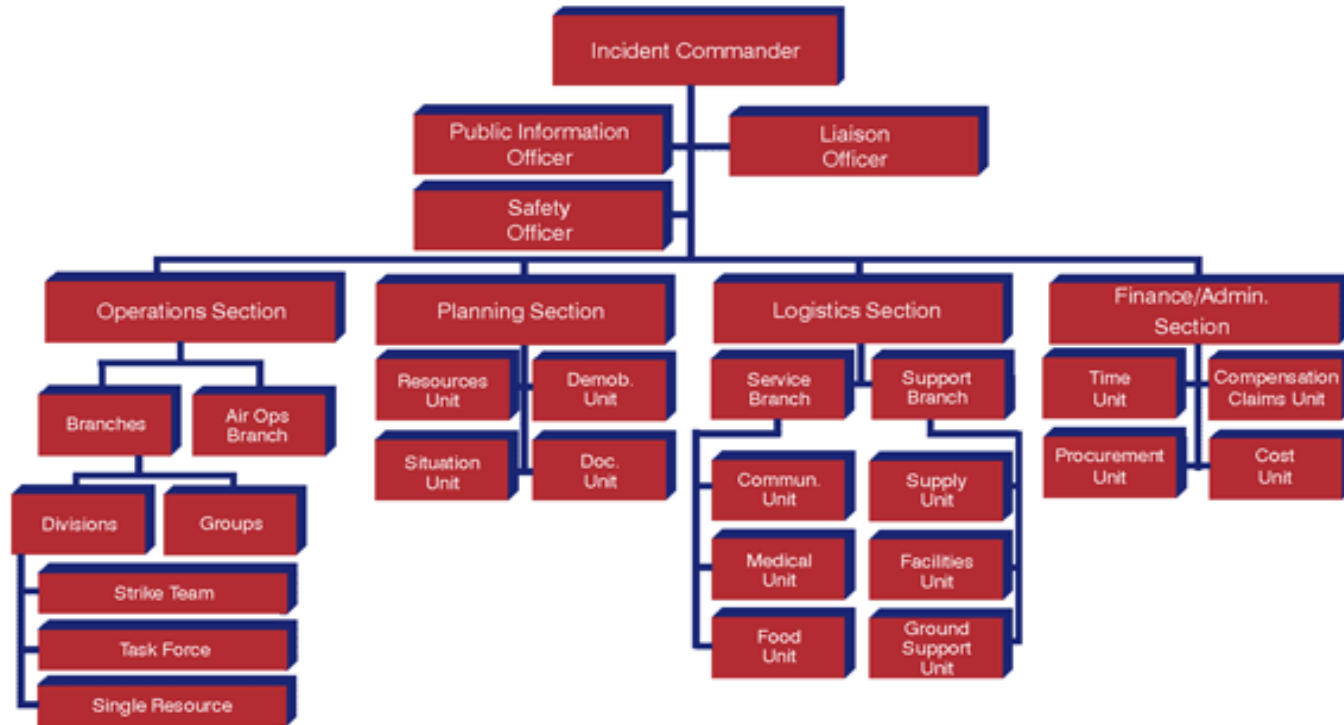 Incident Commander
Public Information
Officer
Liaison
Officer
Safety
Officer
Operations Section
Planning Section
Logistics Section
Finance/Admin.
Section
Branches
Air Ops
Branch
Divisions
Groups
Strike Team
Task Force
Single Resource
Resources
Unit
Demob.
Unit
Situation
Unit
Doc.
Unit
Service
Branch
Support
Branch
Commun.
Unit
Supply
Unit
Medical
Unit
Facilities
Unit
Food
Unit
Ground
Support
Unit
Time
Unit
Compensation
Claims Unit
Procurement
Unit
Cost
Unit